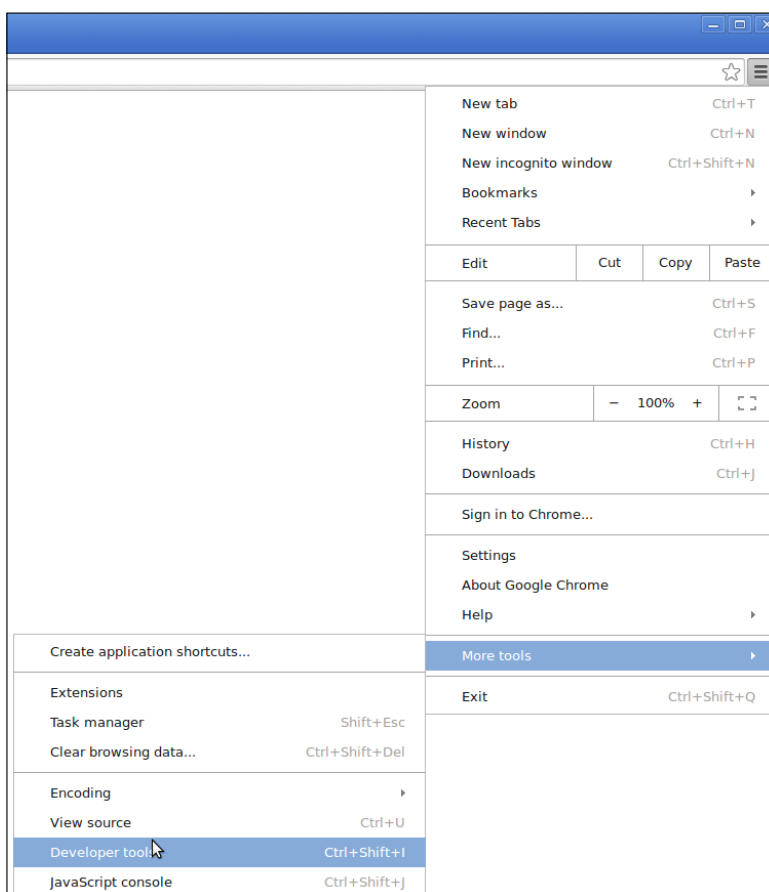 New tab Ctrl+T
New window Ctrl+N
New incognito window Ctrl+Shift+N
Bookmarks
Recent Tabs
Edit Cut Copy Paste
Save page as... Ctrl+S
Find... Ctrl+F
Print... Ctrl+P
Zoom − 100% +
History Ctrl+H
Downloads Ctrl+J
Sign in to Chrome...
Settings
About Google Chrome
Help
More tools
Exit Ctrl+Shift+Q
Create application shortcuts...
Extensions
Task manager Shift+Esc
Clear browsing data... Ctrl+Shift+Del
Encoding
View source Ctrl+U
Developer tools Ctrl+Shift+I
JavaScript console Ctrl+Shift+J